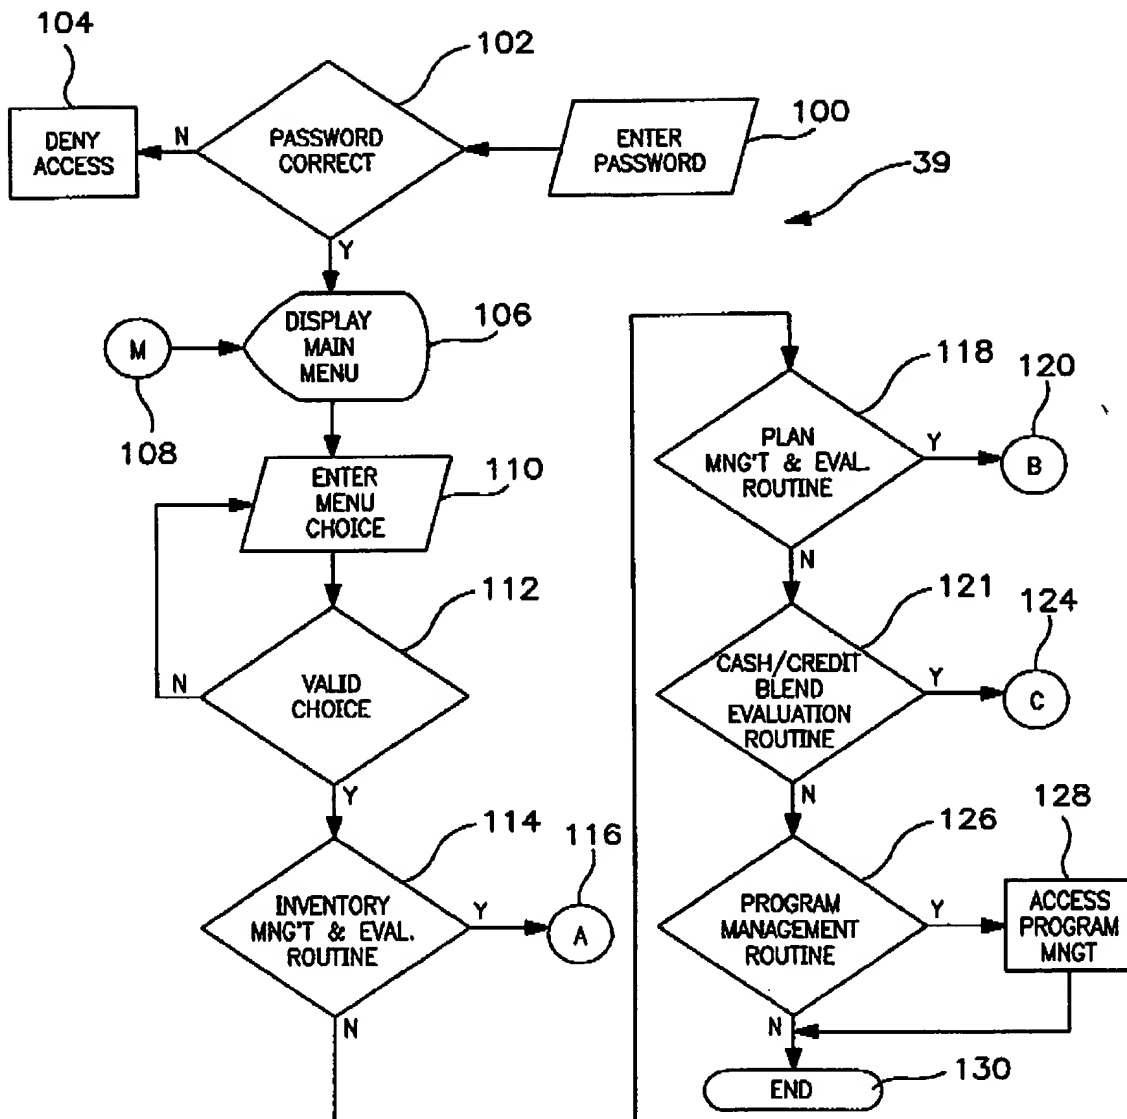 104
102
DENY
ACCESS
N
PASSWORD
CORRECT
ENTER
PASSWORD
100
39
Y
M
108
DISPLAY
MAIN
MENU
106
ENTER
MENU
CHOICE
110
N
VALID
CHOICE
112
Y
INVENTORY
MNG'T & EVAL.
ROUTINE
114
Y
A
116
N
PLAN
MNG'T & EVAL.
ROUTINE
118
Y
B
120
N
CASH/CREDIT
BLEND
EVALUATION
ROUTINE
121
Y
C
124
N
PROGRAM
MANAGEMENT
ROUTINE
126
Y
ACCESS
PROGRAM
MNGT
128
N
END
130